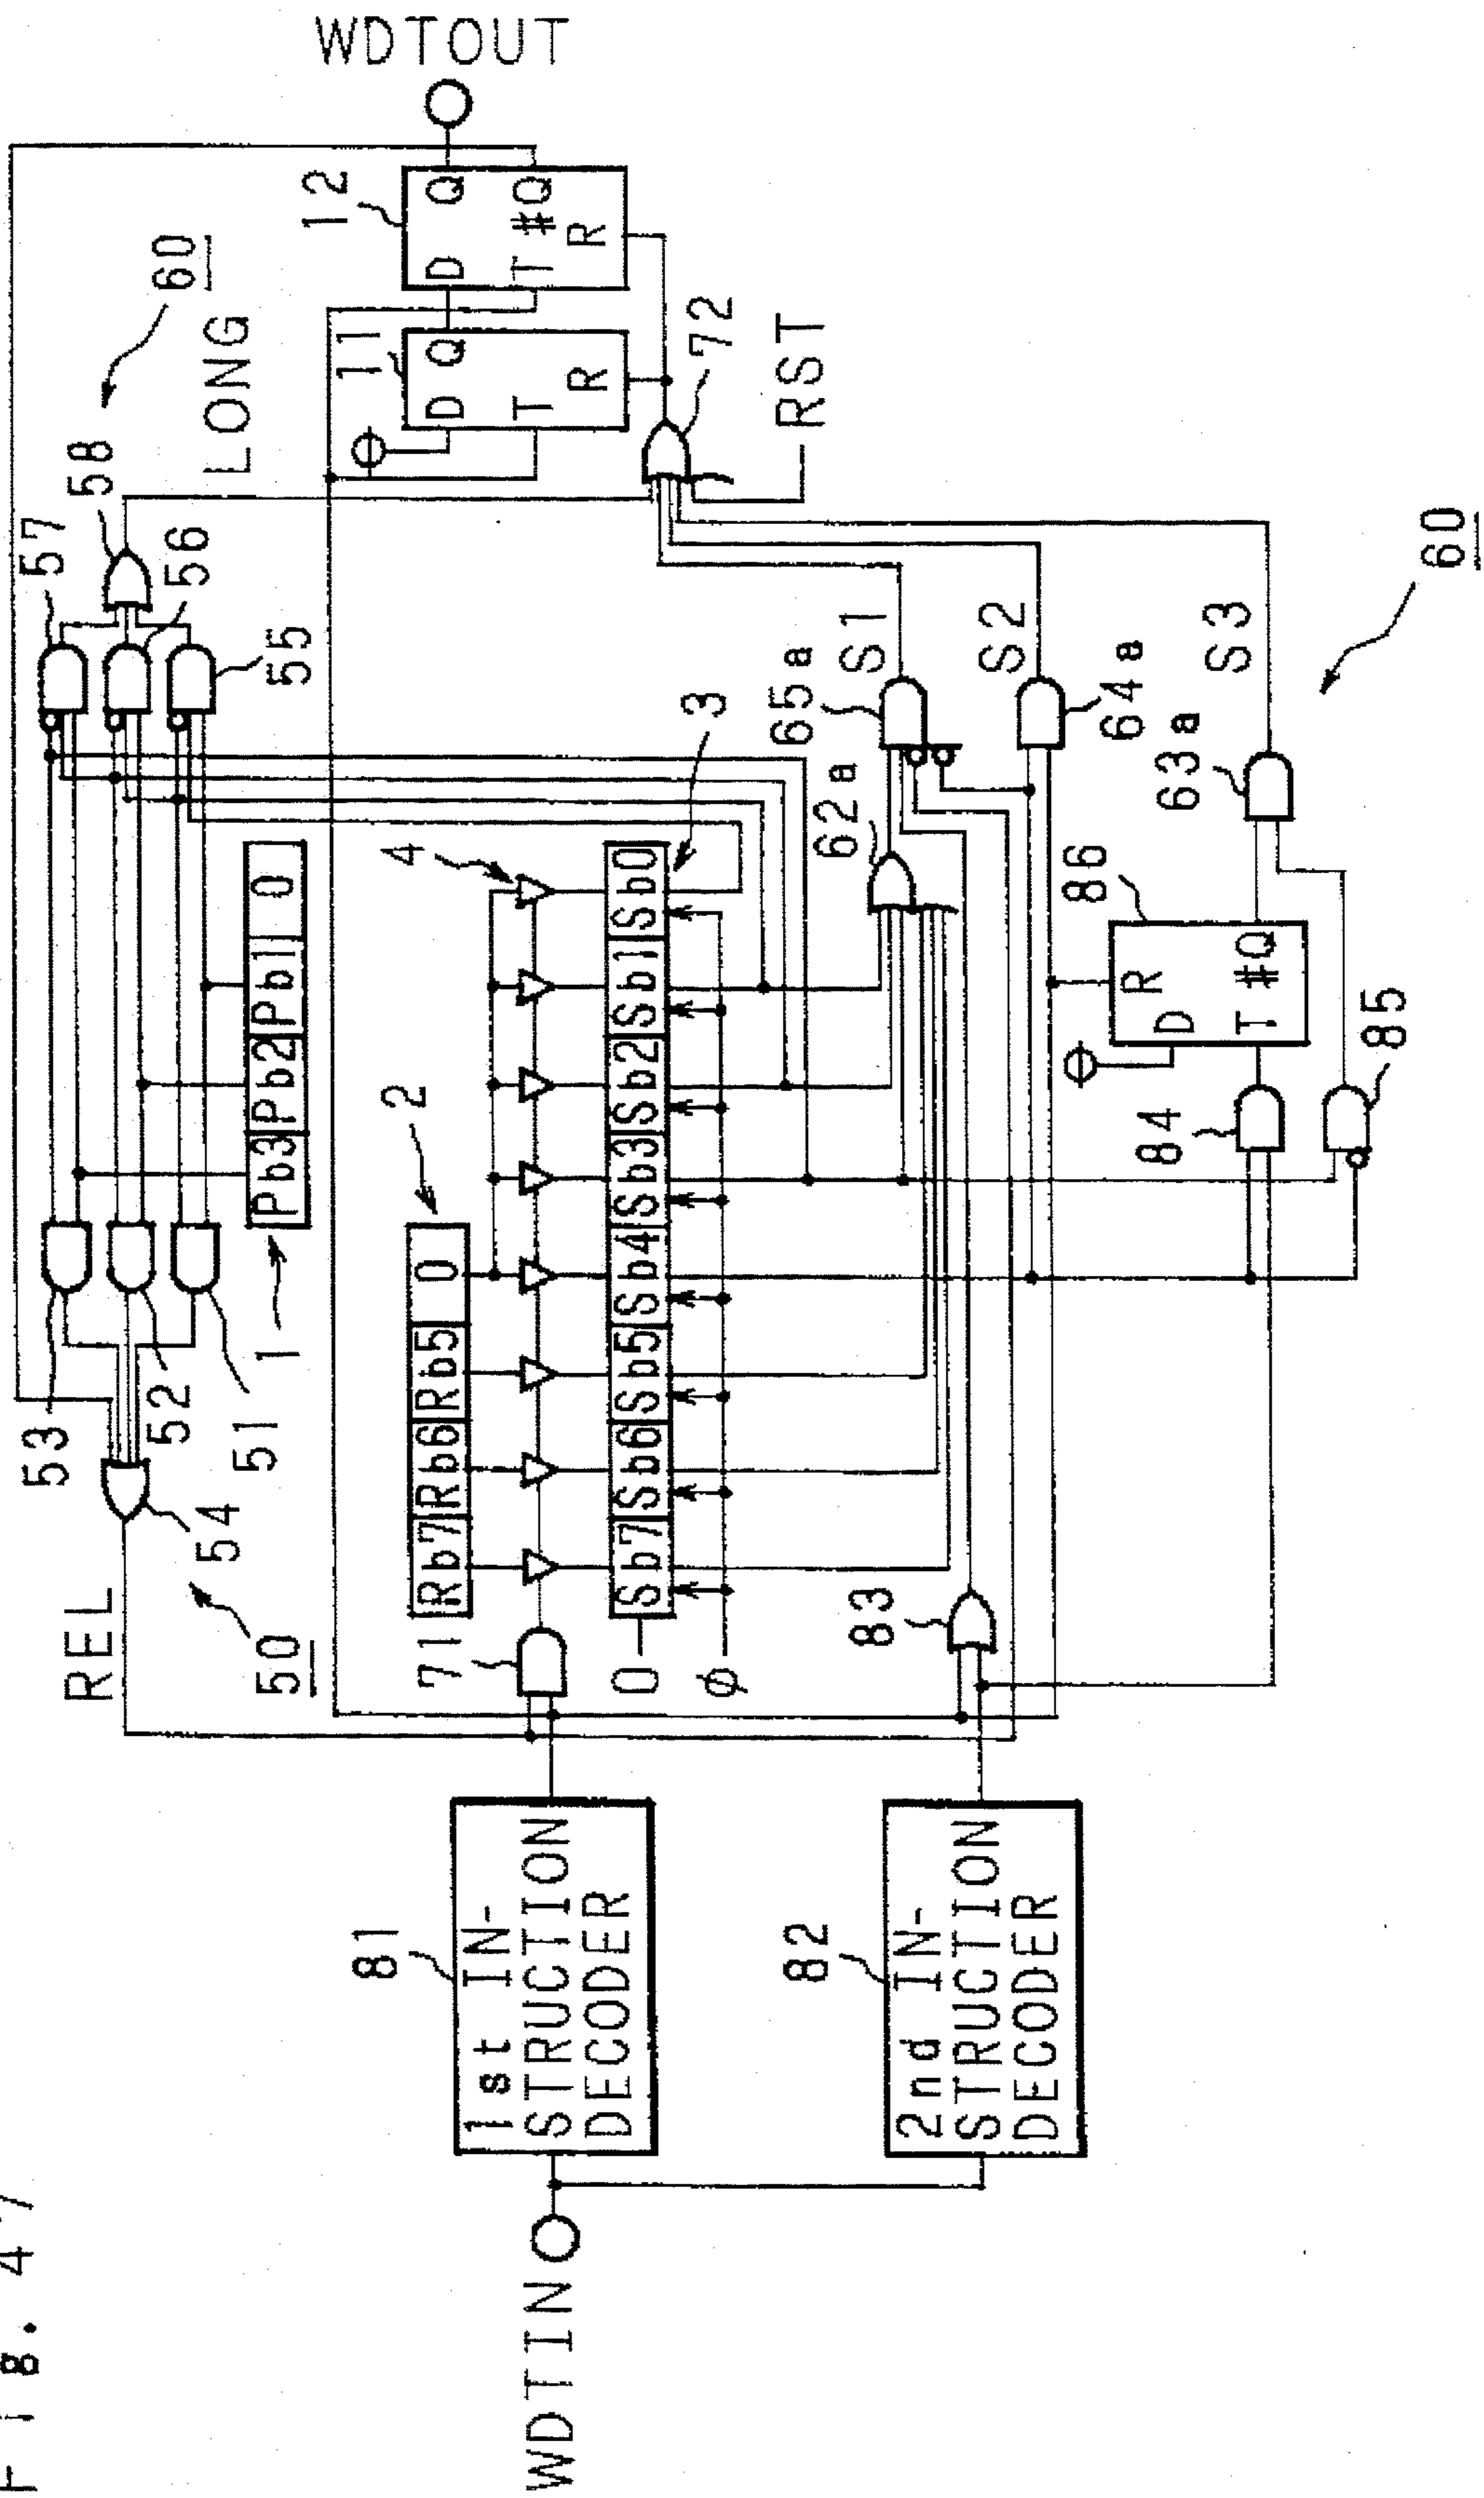 Fig. 47
WDTIN
81
1st IN-
STRUCTION
DECODER
82
2nd IN-
STRUCTION
DECODER
REL
50
54
53
52
51
1
Pb3 Pb2 Pb1 0
57
58
56
55
60
LONG
WDTOUT
12
D Q
T #Q
R
11
D Q
T
R
72
RST
71
2
Rb7 Rb6 Rb5 0
4
3
Sb7 Sb6 Sb5 Sb4 Sb3 Sb2 Sb1 Sb0
0
φ
83
62a
65a
S1
S2
64a
S3
63a
60
84
85
86
R
D
T #Q